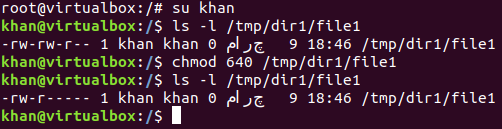 root@virtualbox:/# su khan
khan@virtualbox:/$ ls -l /tmp/dir1/file1
-rw-rw-r-- 1 khan khan 0 مارچ   9 18:46 /tmp/dir1/file1
khan@virtualbox:/$ chmod 640 /tmp/dir1/file1
khan@virtualbox:/$ ls -l /tmp/dir1/file1
-rw-r----- 1 khan khan 0 مارچ   9 18:46 /tmp/dir1/file1
khan@virtualbox:/$